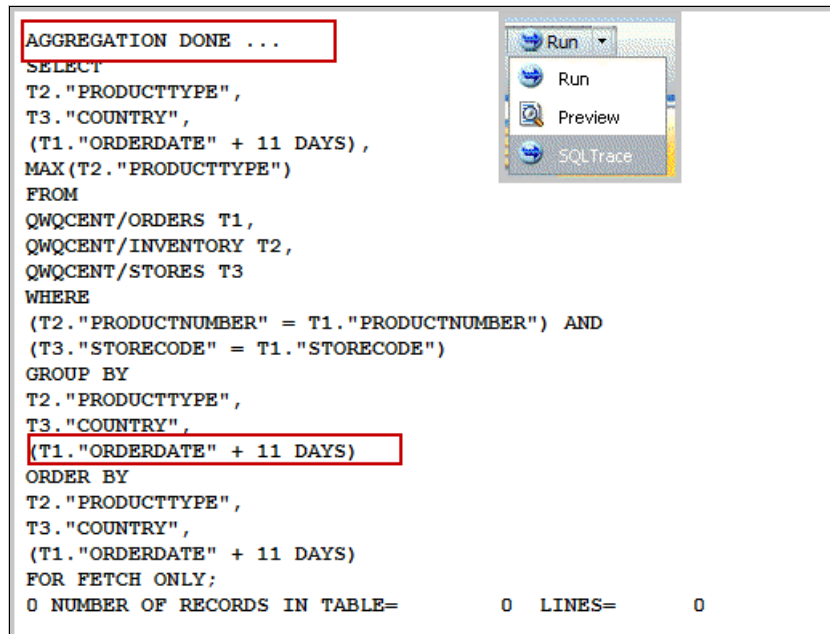 AGGREGATION DONE ...
SELECT
T2."PRODUCTTYPE",
T3."COUNTRY",
(T1."ORDERDATE" + 11 DAYS),
MAX(T2."PRODUCTTYPE")
FROM
QWQCENT/ORDERS T1,
QWQCENT/INVENTORY T2,
QWQCENT/STORES T3
WHERE
(T2."PRODUCTNUMBER" = T1."PRODUCTNUMBER") AND
(T3."STORECODE" = T1."STORECODE")
GROUP BY
T2."PRODUCTTYPE",
T3."COUNTRY",
(T1."ORDERDATE" + 11 DAYS)
ORDER BY
T2."PRODUCTTYPE",
T3."COUNTRY",
(T1."ORDERDATE" + 11 DAYS)
FOR FETCH ONLY;
0 NUMBER OF RECORDS IN TABLE= 0 LINES= 0
Run
Run
Preview
SQLTrace